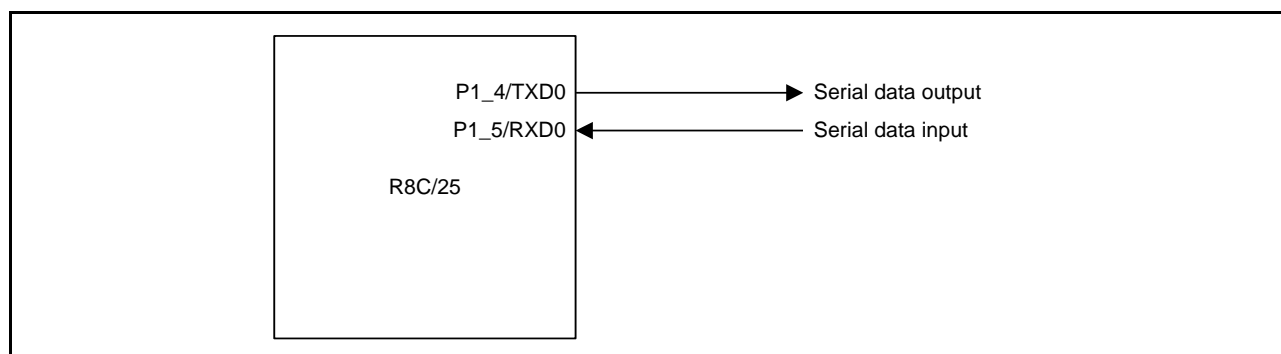 P1_4/TXD0 Serial data output
P1_5/RXD0 Serial data input
R8C/25